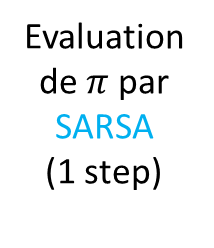 Evaluation
de 𝜋 par
SARSA
(1 step)